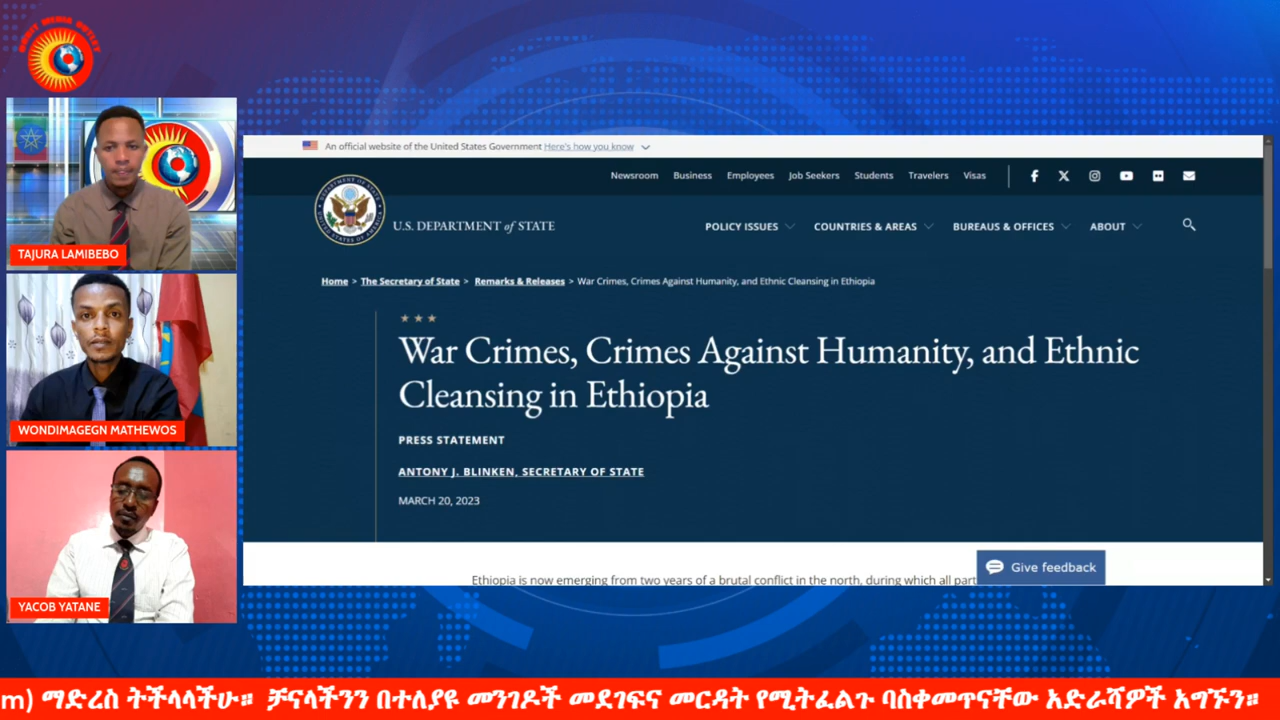 ORBIT MEDIA OUTLET
TAJURA LAMIBEBO
WONDIMAGEGN MATHEWOS
YACOB YATANE
An official website of the United States Government Here's how you know
Newsroom Business Employees Job Seekers Students Travelers Visas
U.S. DEPARTMENT of STATE
POLICY ISSUES COUNTRIES & AREAS BUREAUS & OFFICES ABOUT
Home > The Secretary of State > Remarks & Releases > War Crimes, Crimes Against Humanity, and Ethnic Cleansing in Ethiopia
War Crimes, Crimes Against Humanity, and Ethnic
Cleansing in Ethiopia
PRESS STATEMENT
ANTONY J. BLINKEN, SECRETARY OF STATE
MARCH 20, 2023
Give feedback
Ethiopia is now emerging from two years of a brutal conflict in the north, during which all part
m) ማድረስ ትችላላችሁ። ቻናላችንን በተለያዩ መንገዶች መደገፍና መርዳት የሚትፈልጉ ባስቀመጥናቸው አድራሻዎች አግኙን።